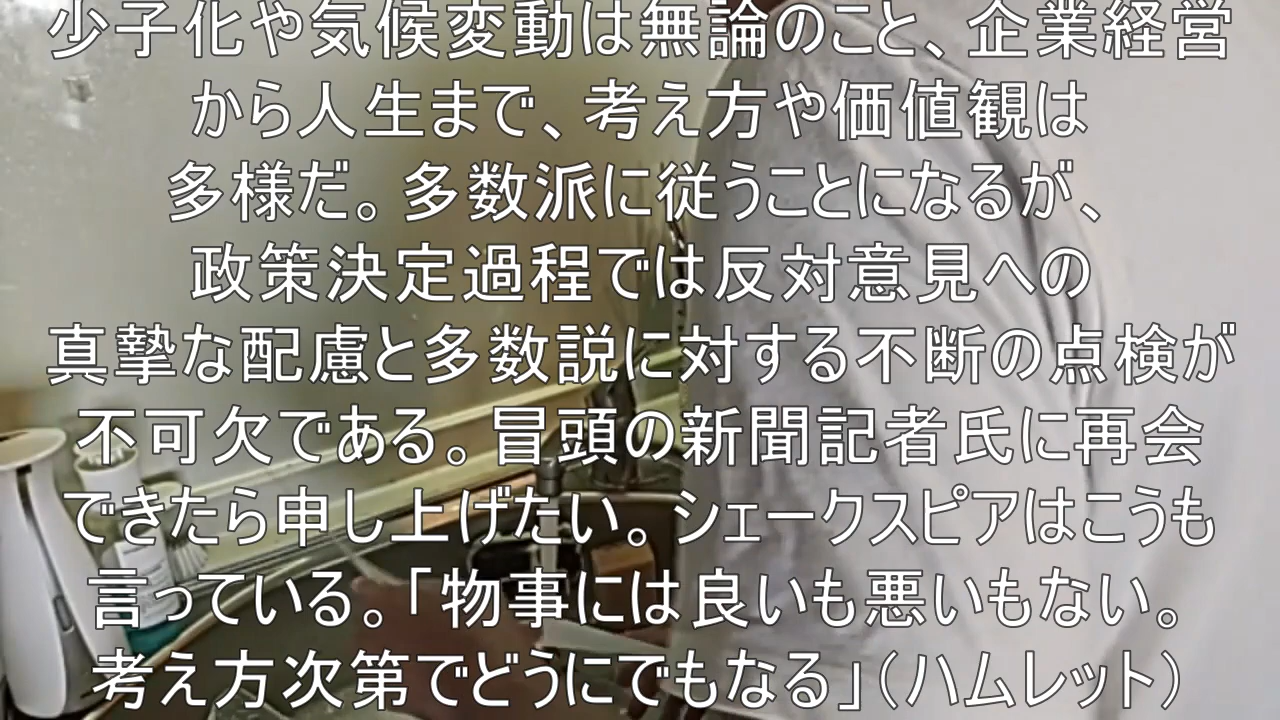 少子化や気候変動は無論のこと、企業経営
から人生まで、考え方や価値観は
多様だ。多数派に従うことになるが、
政策決定過程では反対意見への
真摯な配慮と多数説に対する不断の点検が
不可欠である。冒頭の新聞記者氏に再会
できたら申し上げたい。シェークスピアはこうも
言っている。「物事には良いも悪いもない。
考え方次第でどうにでもなる」（ハムレット）